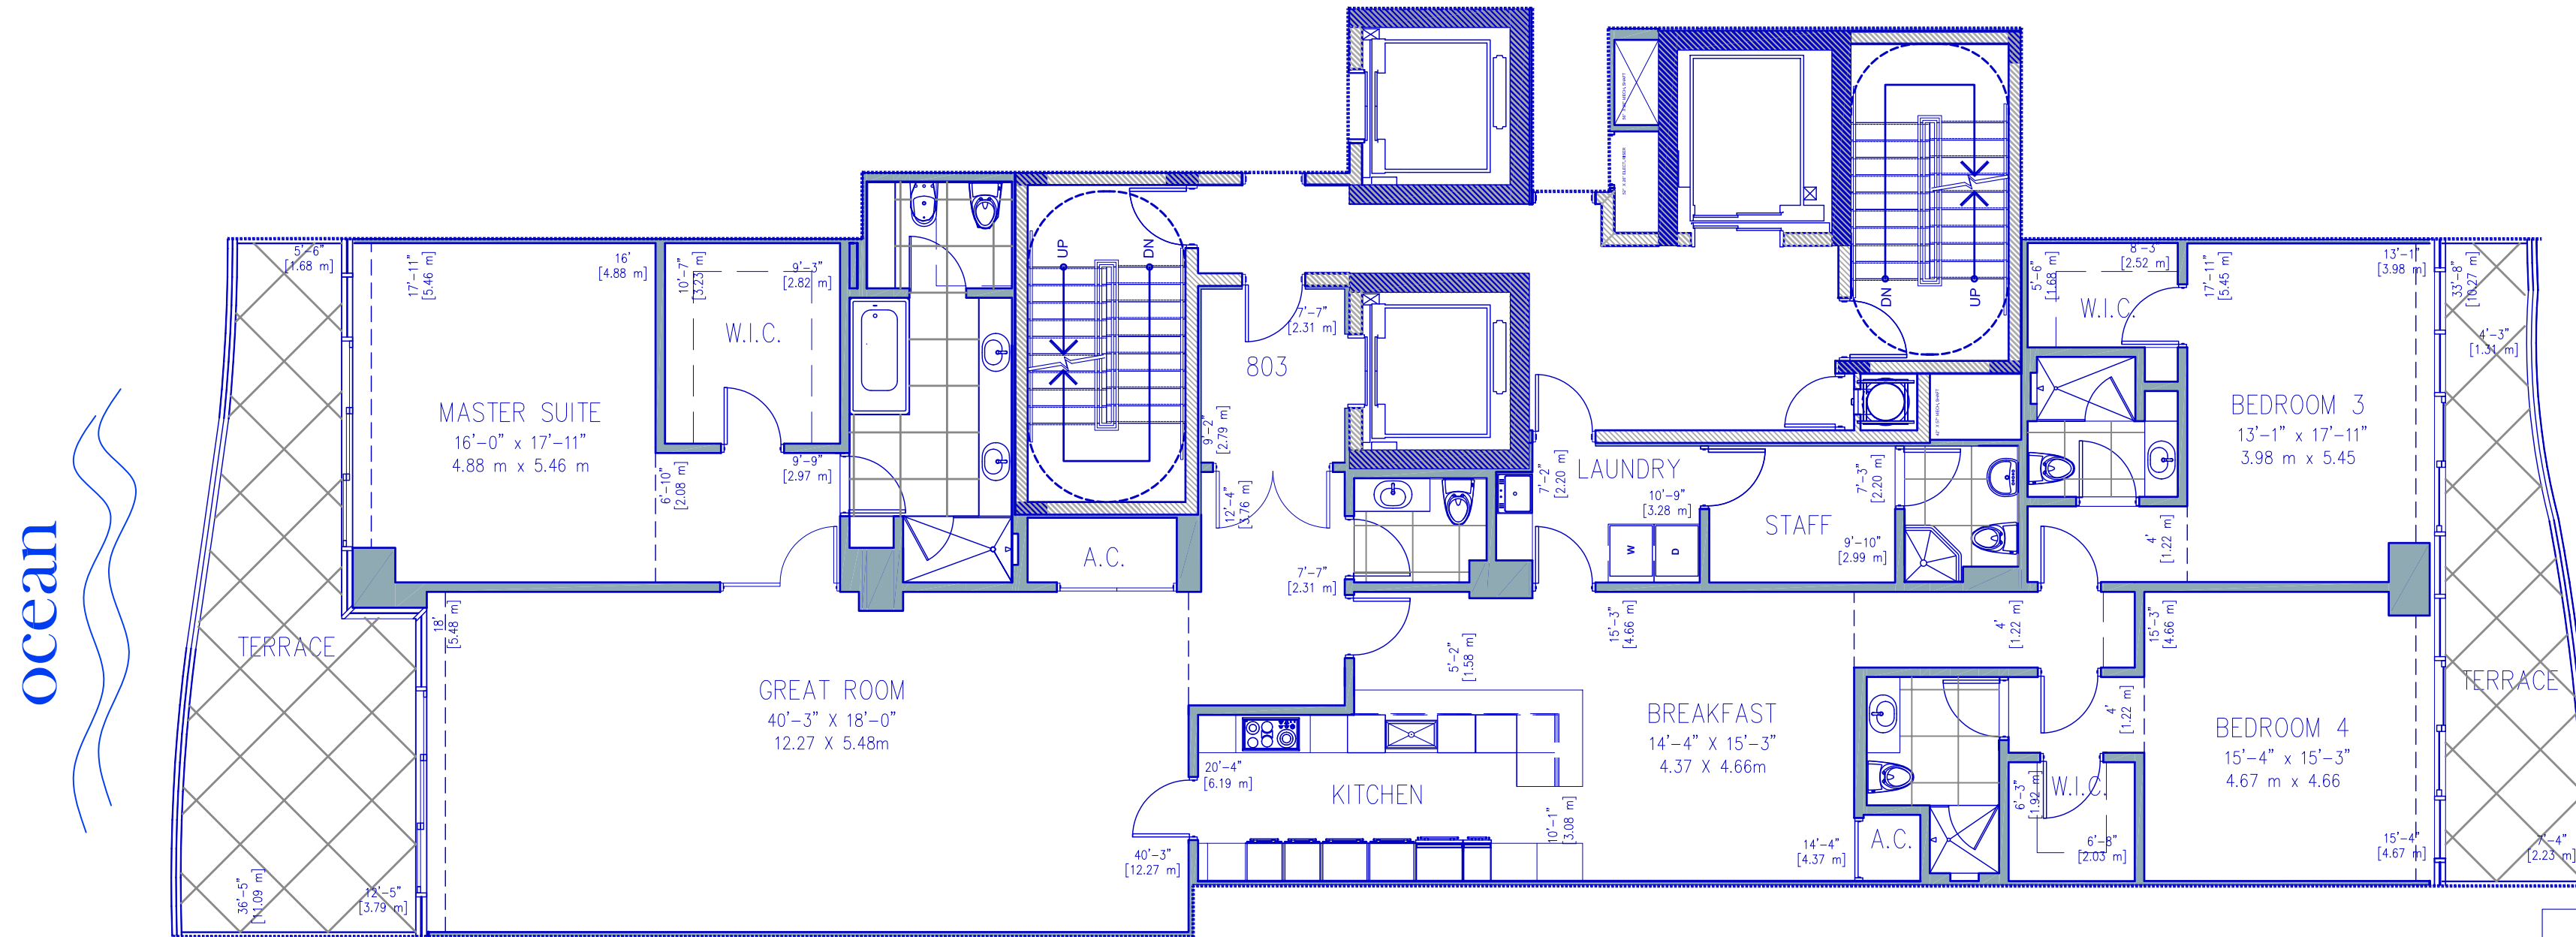 ocean
5'-6"
[1.68 m]
17'-11"
[5.46 m]
16'
[4.88 m]
10'-7"
[3.23 m]
9'-3"
[2.82 m]
W.I.C.
MASTER SUITE
16'-0" x 17'-11"
4.88 m x 5.46 m
6'-10"
[2.08 m]
9'-9"
[2.97 m]
UP
DN
A.C.
7'-7"
[2.31 m]
803
9'-2"
[2.79 m]
12'-4"
[3.76 m]
7'-7"
[2.31 m]
DN
UP
LAUNDRY
7'-2"
[2.20 m]
10'-9"
[3.28 m]
W
D
STAFF
7'-3"
[2.20 m]
9'-10"
[2.99 m]
5'-6"
[1.68 m]
8'-3"
[2.52 m]
W.I.C.
17'-11"
[5.45 m]
13'-1"
[3.98 m]
33'-8"
[10.27 m]
4'-3"
[1.31 m]
BEDROOM 3
13'-1" x 17'-11"
3.98 m x 5.45
4'
[1.22 m]
TERRACE
18'
[5.48 m]
GREAT ROOM
40'-3" X 18'-0"
12.27 X 5.48m
36'-5"
[11.09 m]
12'-5"
[3.79 m]
40'-3"
[12.27 m]
5'-2"
[1.58 m]
15'-3"
[4.66 m]
20'-4"
[6.19 m]
KITCHEN
10'-1"
[3.08 m]
BREAKFAST
14'-4" X 15'-3"
4.37 X 4.66m
14'-4"
[4.37 m]
A.C.
4'
[1.22 m]
15'-3"
[4.66 m]
4'
[1.22 m]
6'-3"
[1.92 m]
W.I.C.
6'-8"
[2.03 m]
BEDROOM 4
15'-4" x 15'-3"
4.67 m x 4.66
15'-4"
[4.67 m]
TERRACE
7'-4"
[2.23 m]